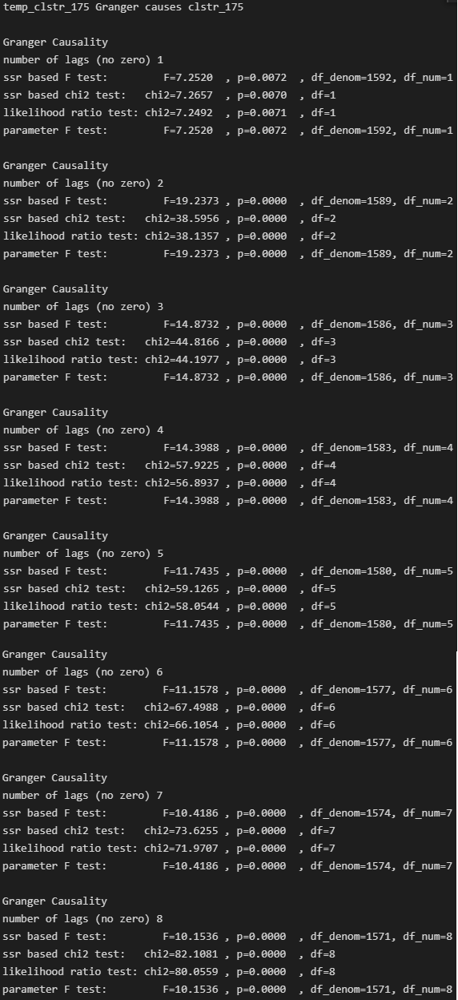 temp_clstr_175 Granger causes clstr_175
Granger Causality
number of lags (no zero) 1
ssr based F test:         F=7.2520  , p=0.0072  , df_denom=1592, df_num=1
ssr based chi2 test:   chi2=7.2657  , p=0.0070  , df=1
likelihood ratio test: chi2=7.2492  , p=0.0071  , df=1
parameter F test:         F=7.2520  , p=0.0072  , df_denom=1592, df_num=1
Granger Causality
number of lags (no zero) 2
ssr based F test:         F=19.2373 , p=0.0000  , df_denom=1589, df_num=2
ssr based chi2 test:   chi2=38.5956 , p=0.0000  , df=2
likelihood ratio test: chi2=38.1357 , p=0.0000  , df=2
parameter F test:         F=19.2373 , p=0.0000  , df_denom=1589, df_num=2
Granger Causality
number of lags (no zero) 3
ssr based F test:         F=14.8732 , p=0.0000  , df_denom=1586, df_num=3
ssr based chi2 test:   chi2=44.8166 , p=0.0000  , df=3
likelihood ratio test: chi2=44.1977 , p=0.0000  , df=3
parameter F test:         F=14.8732 , p=0.0000  , df_denom=1586, df_num=3
Granger Causality
number of lags (no zero) 4
ssr based F test:         F=14.3988 , p=0.0000  , df_denom=1583, df_num=4
ssr based chi2 test:   chi2=57.9225 , p=0.0000  , df=4
likelihood ratio test: chi2=56.8937 , p=0.0000  , df=4
parameter F test:         F=14.3988 , p=0.0000  , df_denom=1583, df_num=4
Granger Causality
number of lags (no zero) 5
ssr based F test:         F=11.7435 , p=0.0000  , df_denom=1580, df_num=5
ssr based chi2 test:   chi2=59.1265 , p=0.0000  , df=5
likelihood ratio test: chi2=58.0544 , p=0.0000  , df=5
parameter F test:         F=11.7435 , p=0.0000  , df_denom=1580, df_num=5
Granger Causality
number of lags (no zero) 6
ssr based F test:         F=11.1578 , p=0.0000  , df_denom=1577, df_num=6
ssr based chi2 test:   chi2=67.4988 , p=0.0000  , df=6
likelihood ratio test: chi2=66.1054 , p=0.0000  , df=6
parameter F test:         F=11.1578 , p=0.0000  , df_denom=1577, df_num=6
Granger Causality
number of lags (no zero) 7
ssr based F test:         F=10.4186 , p=0.0000  , df_denom=1574, df_num=7
ssr based chi2 test:   chi2=73.6255 , p=0.0000  , df=7
likelihood ratio test: chi2=71.9707 , p=0.0000  , df=7
parameter F test:         F=10.4186 , p=0.0000  , df_denom=1574, df_num=7
Granger Causality
number of lags (no zero) 8
ssr based F test:         F=10.1536 , p=0.0000  , df_denom=1571, df_num=8
ssr based chi2 test:   chi2=82.1081 , p=0.0000  , df=8
likelihood ratio test: chi2=80.0559 , p=0.0000  , df=8
parameter F test:         F=10.1536 , p=0.0000  , df_denom=1571, df_num=8